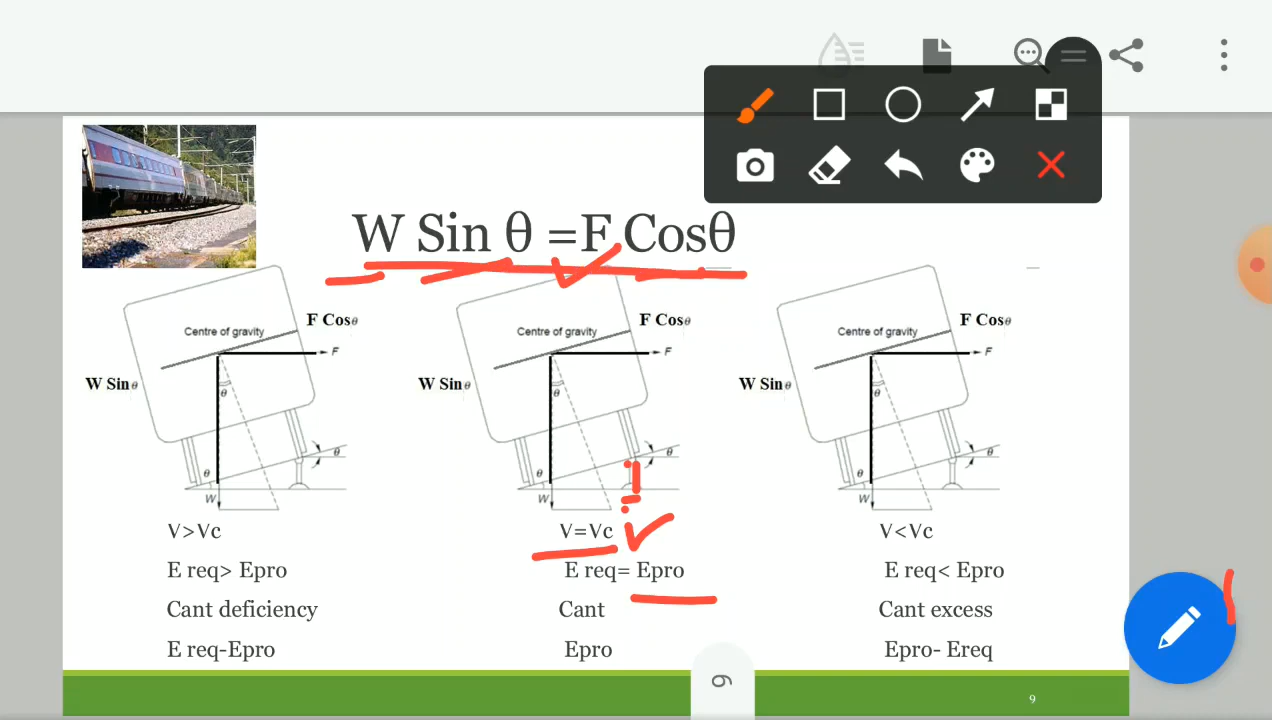 W Sin θ =F Cosθ
Centre of gravity
F Cosθ
F
W Sinθ
θ
θ
θ
W
Centre of gravity
F Cosθ
F
W Sinθ
θ
θ
θ
W
Centre of gravity
F Cosθ
F
W Sinθ
θ
θ
θ
W
V>Vc
E req> Epro
Cant deficiency
E req-Epro
V=Vc
E req= Epro
Cant
Epro
V<Vc
E req< Epro
Cant excess
Epro- Ereq
9
9